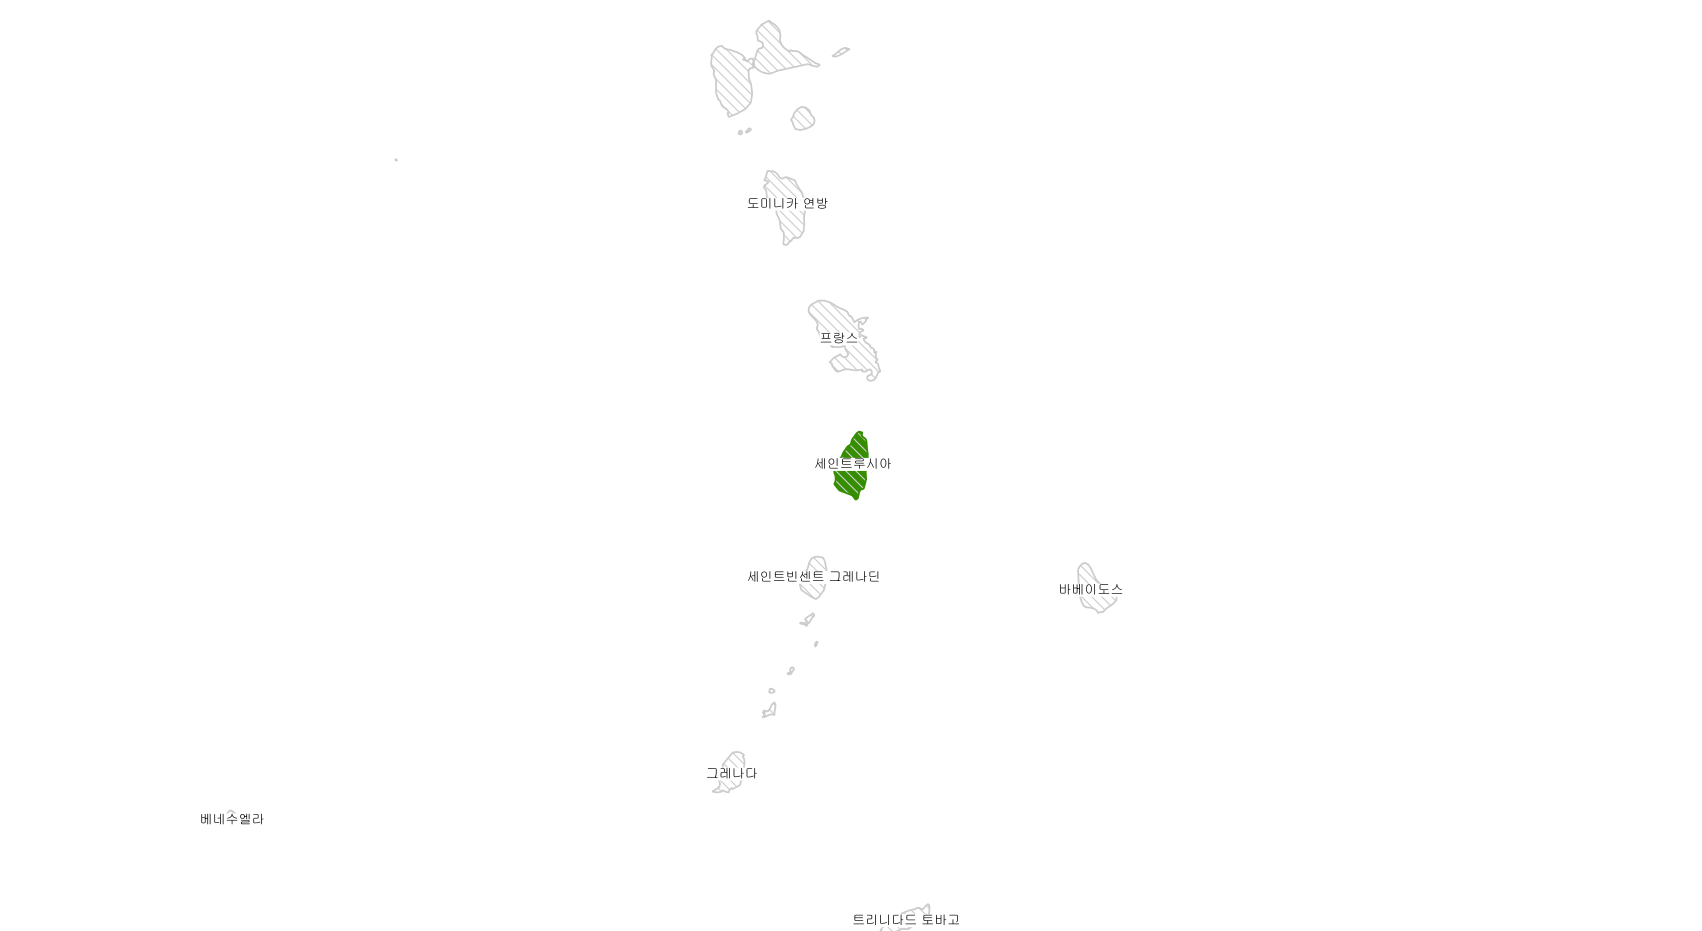 도미니카 연방
프랑스
세인트루시아
세인트빈센트 그레나딘
바베이도스
그레나다
베네수엘라
트리니다드 토바고